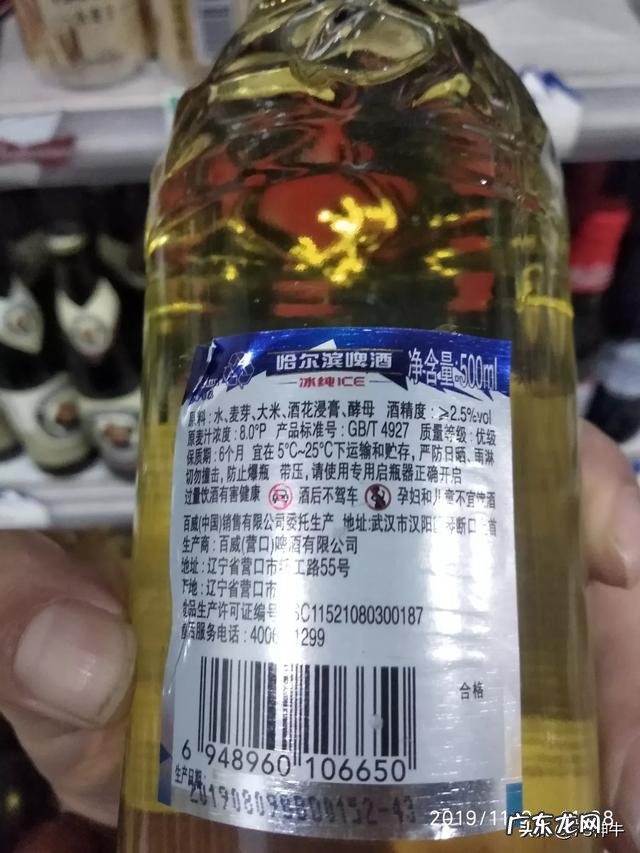 哈尔滨啤酒
冰纯ICE
净含量:500ml
原料:水、麦芽、大米、酒花浸膏、酵母 酒精度:≥2.5%vol
原麦汁浓度:8.0°P 产品标准号:GB/T 4927 质量等级:优级
保质期:6个月 宜在5°C~25°C下运输和贮存,严防日晒、雨淋
切勿撞击,防止爆瓶 带压,请使用专用启瓶器正确开启
过量饮酒有害健康 酒后不驾车 孕妇和儿童不宜饮酒
百威(中国)销售有限公司委托生产 地址:武汉市汉阳 断口 首
生产商:百威(营口)啤酒有限公司
地址:辽宁省营口市 工路55号
产地:辽宁省营口市
食品生产许可证编号 SC11521080300187
服务电话:400 1299
合格
6 948960 106650
生产日期:
2019/11
广东龙网